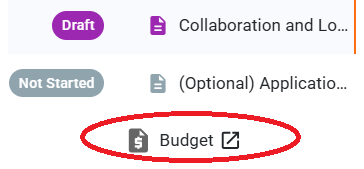 Draft Collaboration and Lo...
Not Started (Optional) Applicatio...
Budget